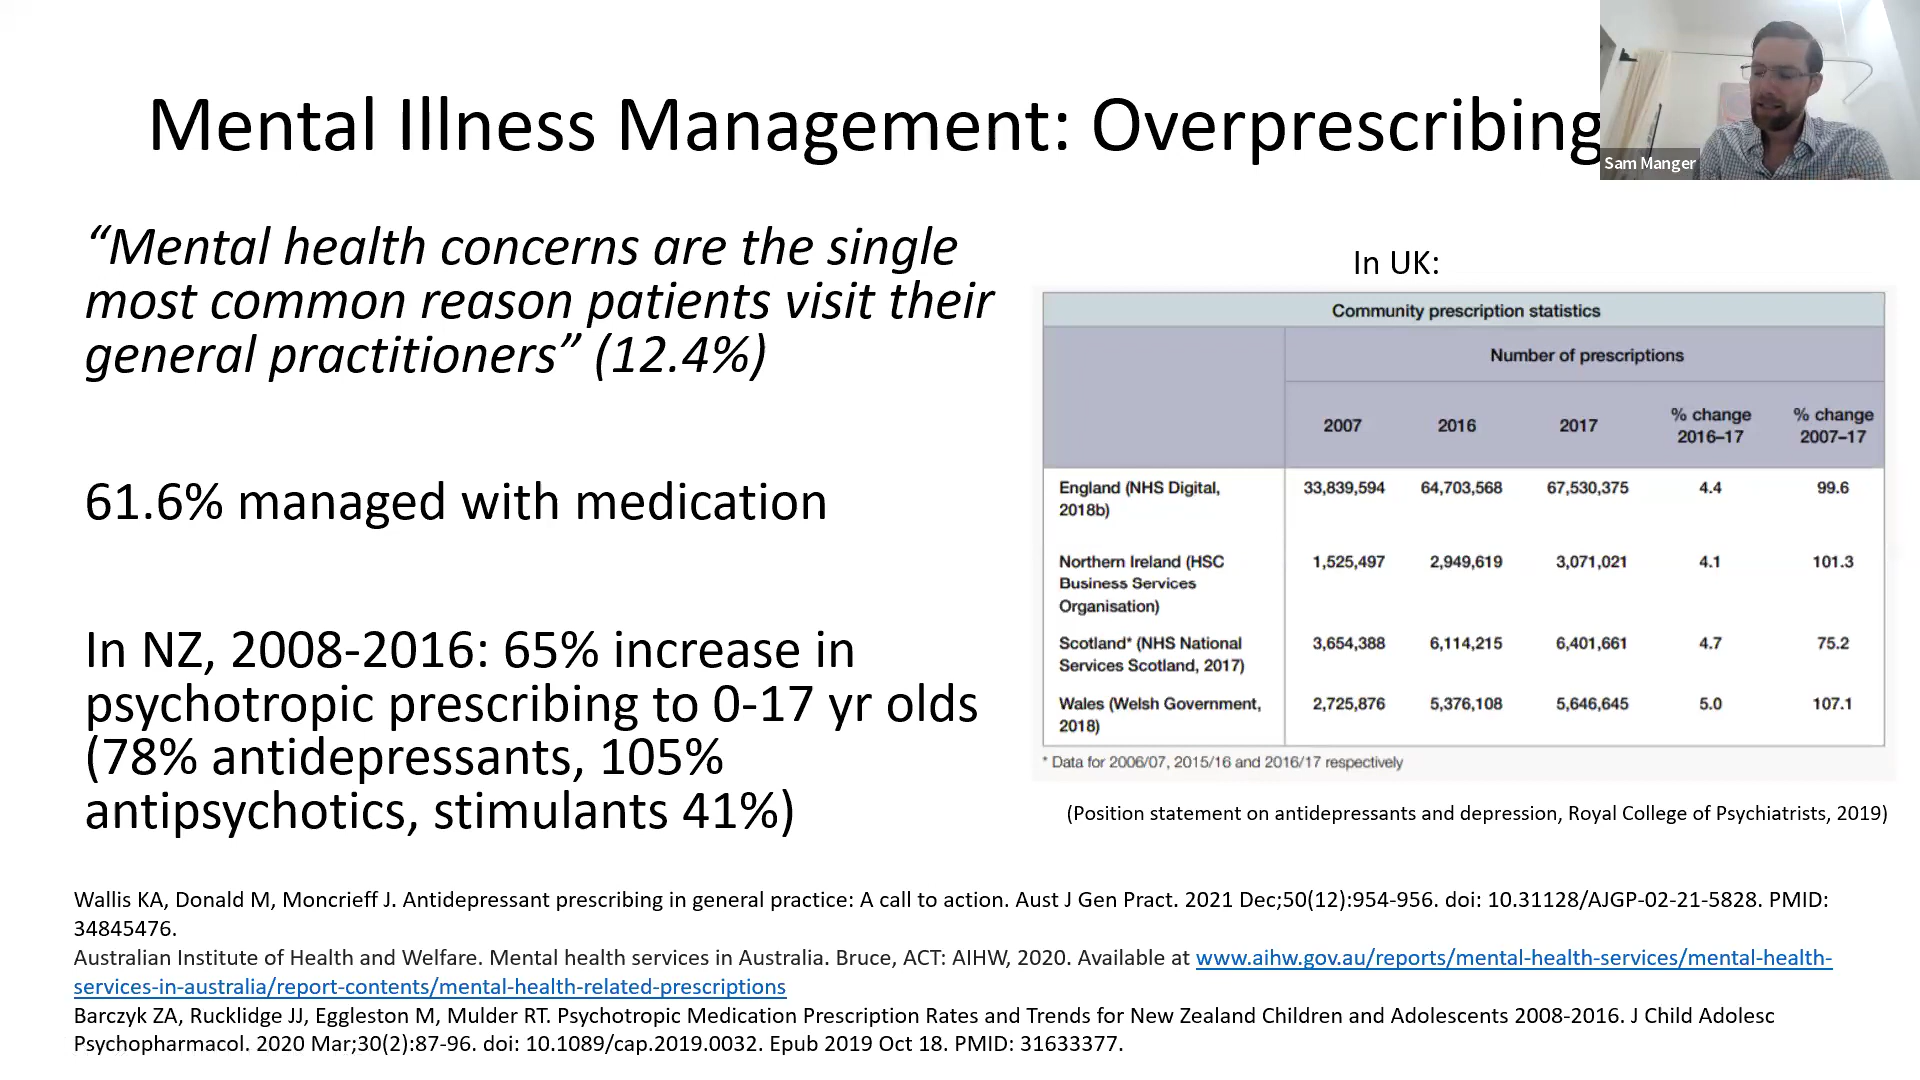 Mental Illness Management: Overprescribing
Sam Manger
“Mental health concerns are the single
most common reason patients visit their
general practitioners” (12.4%)
61.6% managed with medication
In NZ, 2008-2016: 65% increase in
psychotropic prescribing to 0-17 yr olds
(78% antidepressants, 105%
antipsychotics, stimulants 41%)
In UK:
Community prescription statistics
Number of prescriptions
2007 2016 2017 % change 2016–17 % change 2007–17
England (NHS Digital, 33,839,594 64,703,568 67,530,375 4.4 99.6
2018b)
Northern Ireland (HSC 1,525,497 2,949,619 3,071,021 4.1 101.3
Business Services
Organisation)
Scotland* (NHS National 3,654,388 6,114,215 6,401,661 4.7 75.2
Services Scotland, 2017)
Wales (Welsh Government, 2,725,876 5,376,108 5,646,645 5.0 107.1
2018)
* Data for 2006/07, 2015/16 and 2016/17 respectively
(Position statement on antidepressants and depression, Royal College of Psychiatrists, 2019)
Wallis KA, Donald M, Moncrieff J. Antidepressant prescribing in general practice: A call to action. Aust J Gen Pract. 2021 Dec;50(12):954-956. doi: 10.31128/AJGP-02-21-5828. PMID:
34845476.
Australian Institute of Health and Welfare. Mental health services in Australia. Bruce, ACT: AIHW, 2020. Available at www.aihw.gov.au/reports/mental-health-services/mental-health-
services-in-australia/report-contents/mental-health-related-prescriptions
Barczyk ZA, Rucklidge JJ, Eggleston M, Mulder RT. Psychotropic Medication Prescription Rates and Trends for New Zealand Children and Adolescents 2008-2016. J Child Adolesc
Psychopharmacol. 2020 Mar;30(2):87-96. doi: 10.1089/cap.2019.0032. Epub 2019 Oct 18. PMID: 31633377.